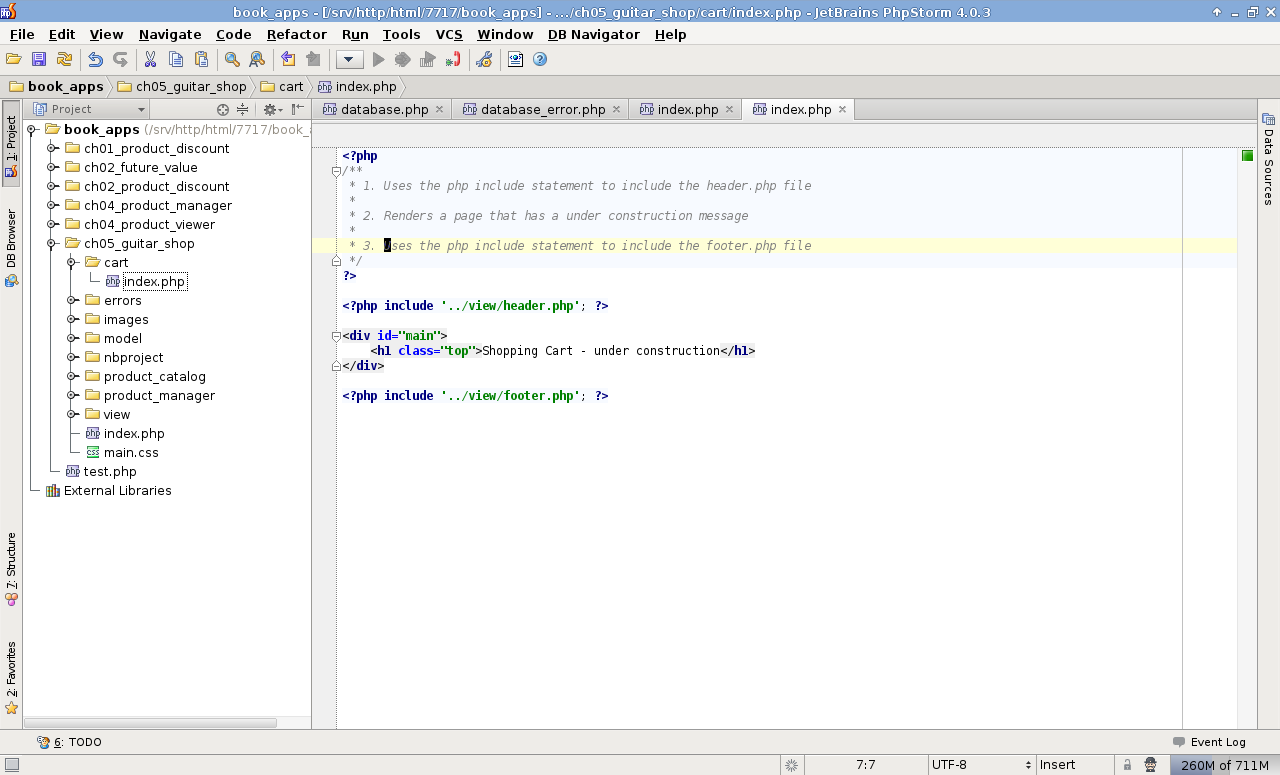 book_apps - [/srv/http/html/7717/book_apps] - .../ch05_guitar_shop/cart/index.php - JetBrains PhpStorm 4.0.3
File Edit View Navigate Code Refactor Run Tools VCS Window DB Navigator Help
book_apps ch05_guitar_shop cart index.php
Project
database.php database_error.php index.php index.php
1: Project
DB Browser
7: Structure
2: Favorites
book_apps (/srv/http/html/7717/book_
ch01_product_discount
ch02_future_value
ch02_product_discount
ch04_product_manager
ch04_product_viewer
ch05_guitar_shop
cart
index.php
errors
images
model
nbproject
product_catalog
product_manager
view
index.php
main.css
test.php
External Libraries
<?php
/**
 * 1. Uses the php include statement to include the header.php file
 *
 * 2. Renders a page that has a under construction message
 *
 * 3. Uses the php include statement to include the footer.php file
 */
?>
<?php include '../view/header.php'; ?>
<div id="main">
    <h1 class="top">Shopping Cart - under construction</h1>
</div>
<?php include '../view/footer.php'; ?>
Data Sources
6: TODO
Event Log
7:7 UTF-8 Insert 260M of 711M